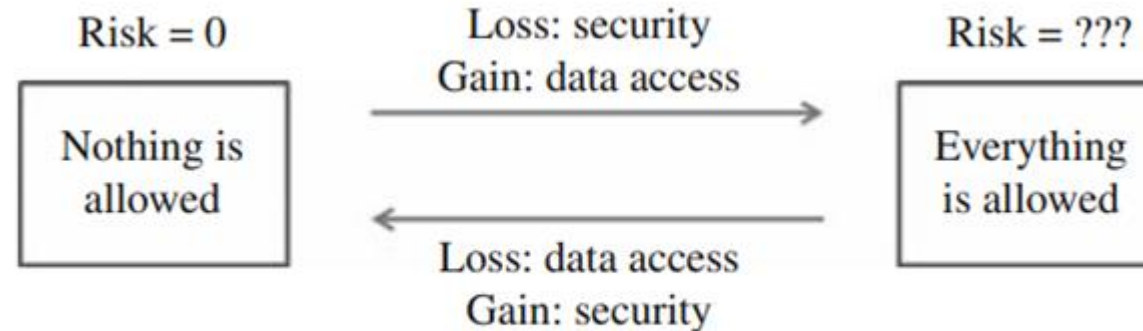 Risk = 0
Loss: security
Gain: data access
Risk = ???
Nothing is
allowed
Everything
is allowed
Loss: data access
Gain: security